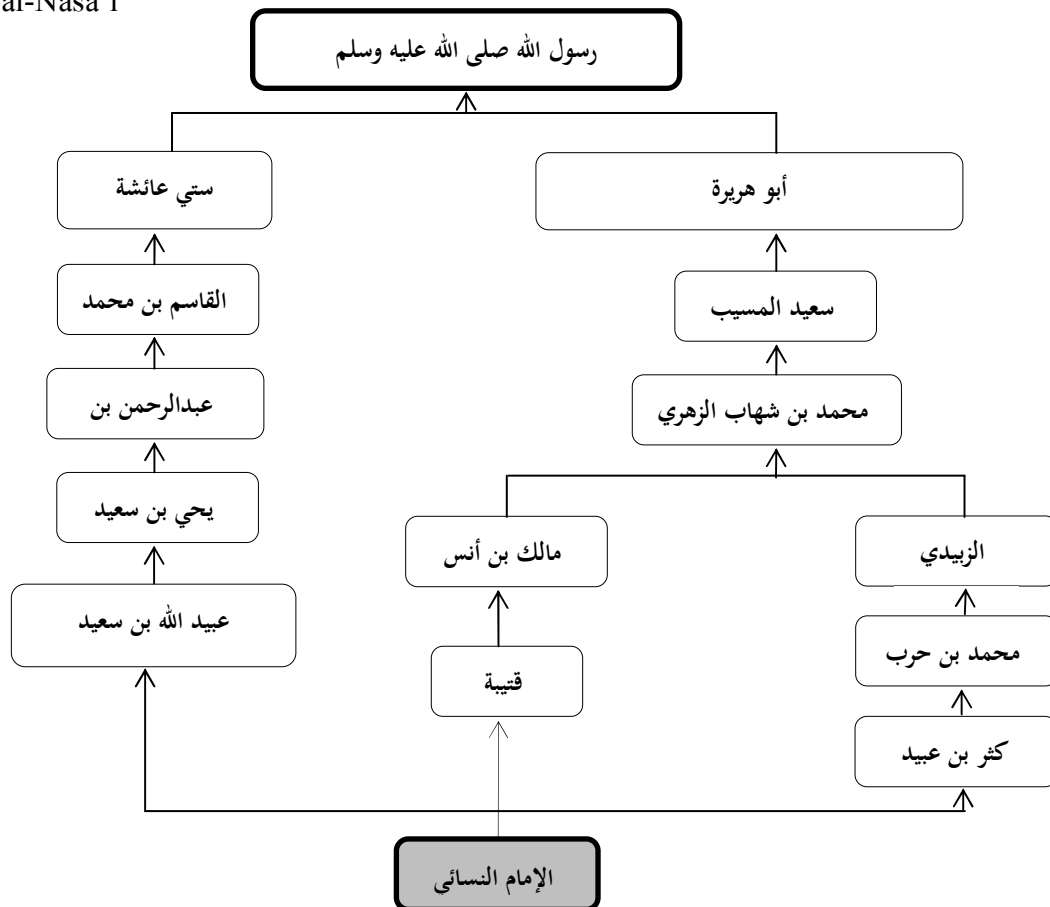 al-Nasa'i
رسول الله صلى الله عليه وسلم
أبو هريرة
ستي عائشة
سعيد المسيب
القاسم بن محمد
محمد بن شهاب الزهري
عبدالرحمن بن
يحي بن سعيد
مالك بن أنس
الزبيدي
عبيد الله بن سعيد
محمد بن حرب
قتيبة
كثر بن عبيد
الإمام النسائي